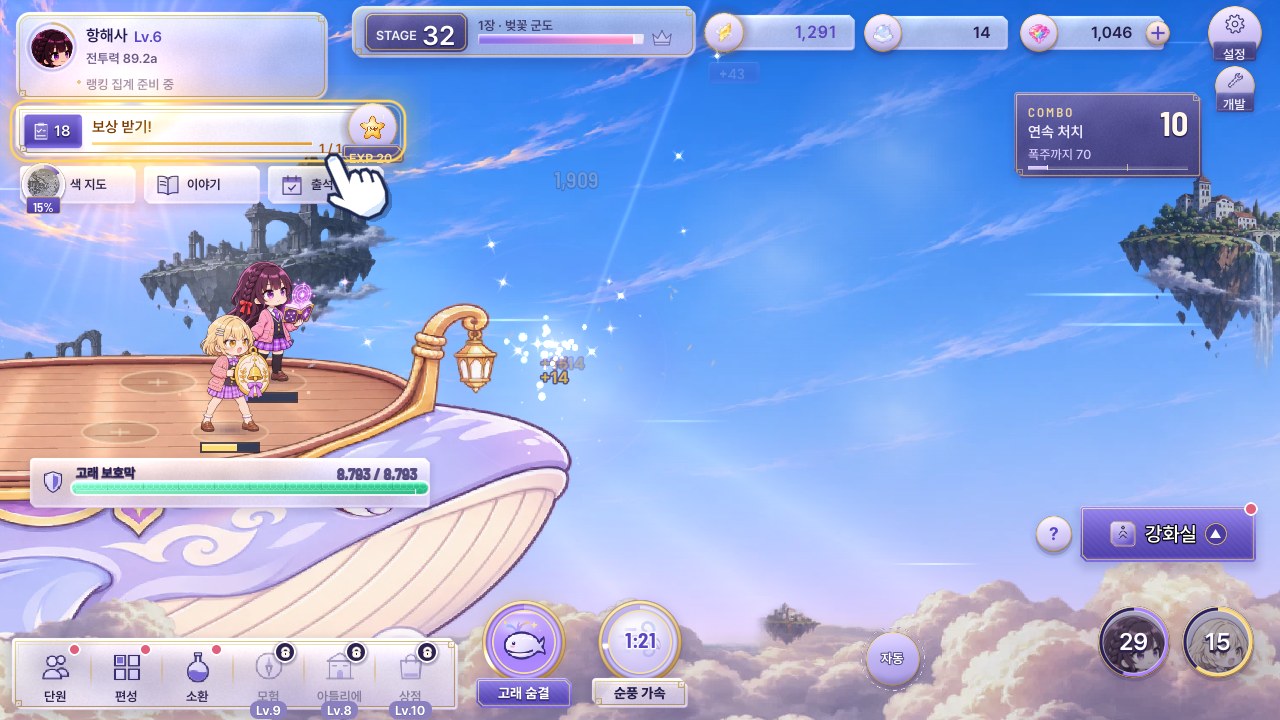 항해사 Lv.6
전투력 89.2a
* 랭킹 집계 준비 중
STAGE 32
1장 · 벚꽃 군도
1,291
+43
14
1,046
설정
개발
18
보상 받기!
1/1
EXP 20
COMBO
연속 처치
10
폭주까지 70
색 지도
15%
이야기
출석
1,909
+14
고래 보호막
8,793 / 8,793
?
강화실
단원
편성
소환
모험
Lv.9
아틀리에
Lv.8
상점
Lv.10
고래 숨결
1:21
순풍 가속
자동
29
15